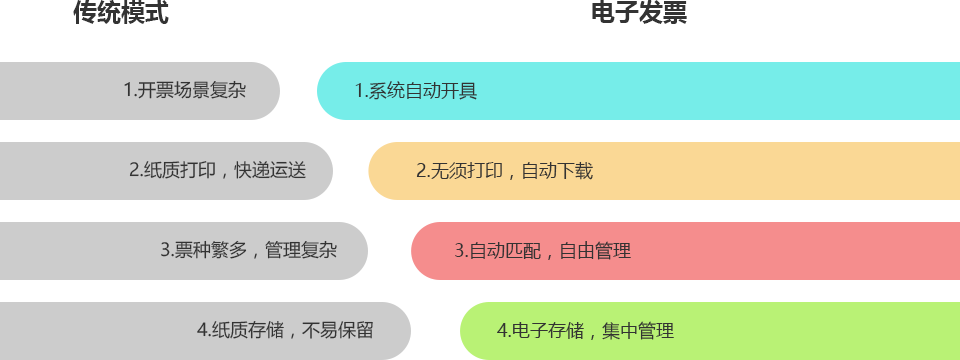 传统模式
电子发票
1.开票场景复杂
1.系统自动开具
2.纸质打印，快递运送
2.无须打印，自动下载
3.票种繁多，管理复杂
3.自动匹配，自由管理
4.纸质存储，不易保留
4.电子存储，集中管理